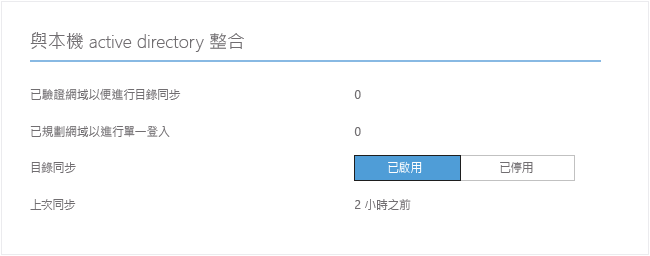 與本機 active directory 整合
已驗證網域以便進行目錄同步 0
已規劃網域以進行單一登入 0
目錄同步 已啟用 已停用
上次同步 2 小時之前